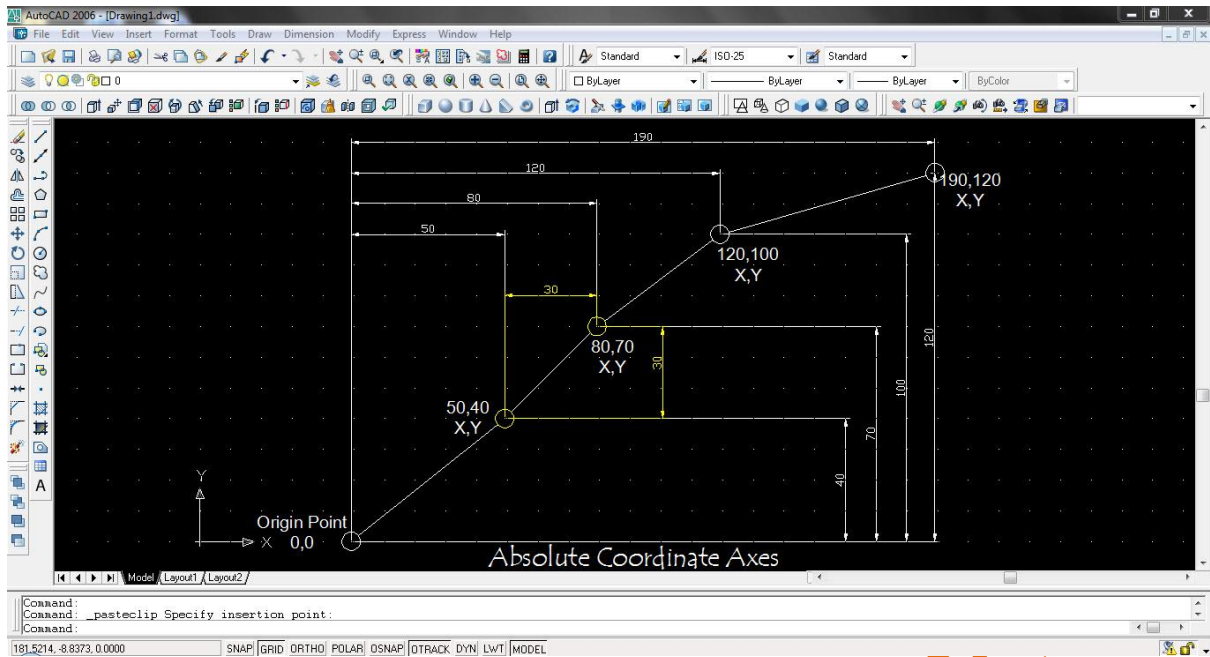 AutoCAD 2006 - [Drawing1.dwg]
File Edit View Insert Format Tools Draw Dimension Modify Express Window Help
Standard ISO-25 Standard
0 ByLayer ByLayer ByLayer ByColor
190
120
80
50
30
190,120
X,Y
120,100
X,Y
80,70
X,Y
30
50,40
X,Y
120
100
70
40
Y
X
Origin Point
0,0
Absolute Coordinate Axes
Model Layout1 Layout2
Command:
Command: _pasteclip Specify insertion point:
Command:
181.5214, -8.8373, 0.0000 SNAP GRID ORTHO POLAR OSNAP OTRACK DYN LWT MODEL